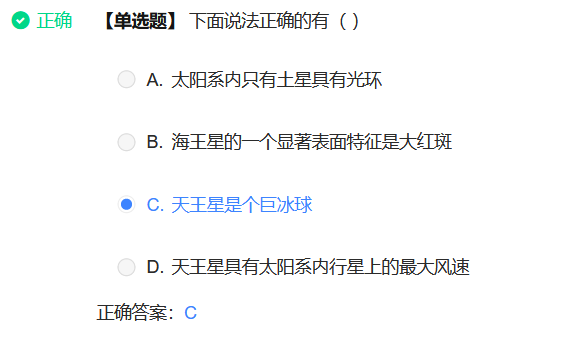 正确 【单选题】 下面说法正确的有（ ）
A. 太阳系内只有土星具有光环
B. 海王星的一个显著表面特征是大红斑
C. 天王星是个巨冰球
D. 天王星具有太阳系内行星上的最大风速
正确答案：C